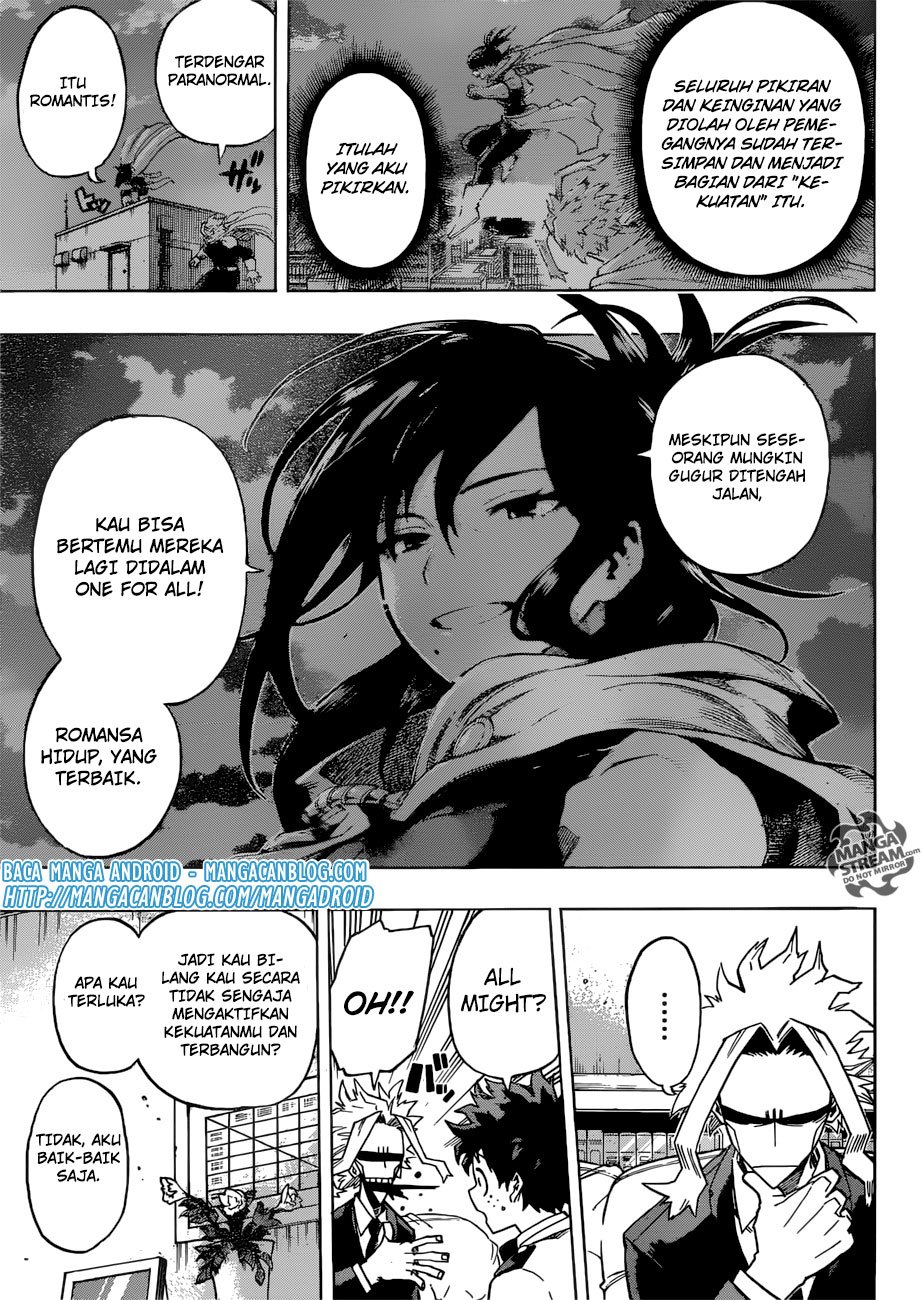 SELURUH PIKIRAN
DAN KEINGINAN YANG
DIOLAH OLEH PEME-
GANGNYA SUDAH TER-
SIMPAN DAN MENJADI
BAGIAN DARI "KE-
KUATAN" ITU.
ITULAH
YANG AKU
PIKIRKAN.
TERDENGAR
PARANORMAL.
ITU
ROMANTIS!
MESKIPUN SESE-
ORANG MUNGKIN
GUGUR DITENGAH
JALAN,
KAU BISA
BERTEMU MEREKA
LAGI DIDALAM
ONE FOR ALL!
ROMANSA
HIDUP, YANG
TERBAIK.
MANGA
STREAM.com
DO NOT MIRROR
BACA MANGA ANDROID - MANGACANBLOG.COM
HTTP://MANGACANBLOG.COM/MANGADROID
......
ALL
MIGHT?
OH!!
JADI KAU BI-
LANG KAU SECARA
TIDAK SENGAJA
MENGAKTIFKAN
KEKUATANMU DAN
TERBANGUN?
APA KAU
TERLUKA?
TIDAK, AKU
BAIK-BAIK
SAJA.